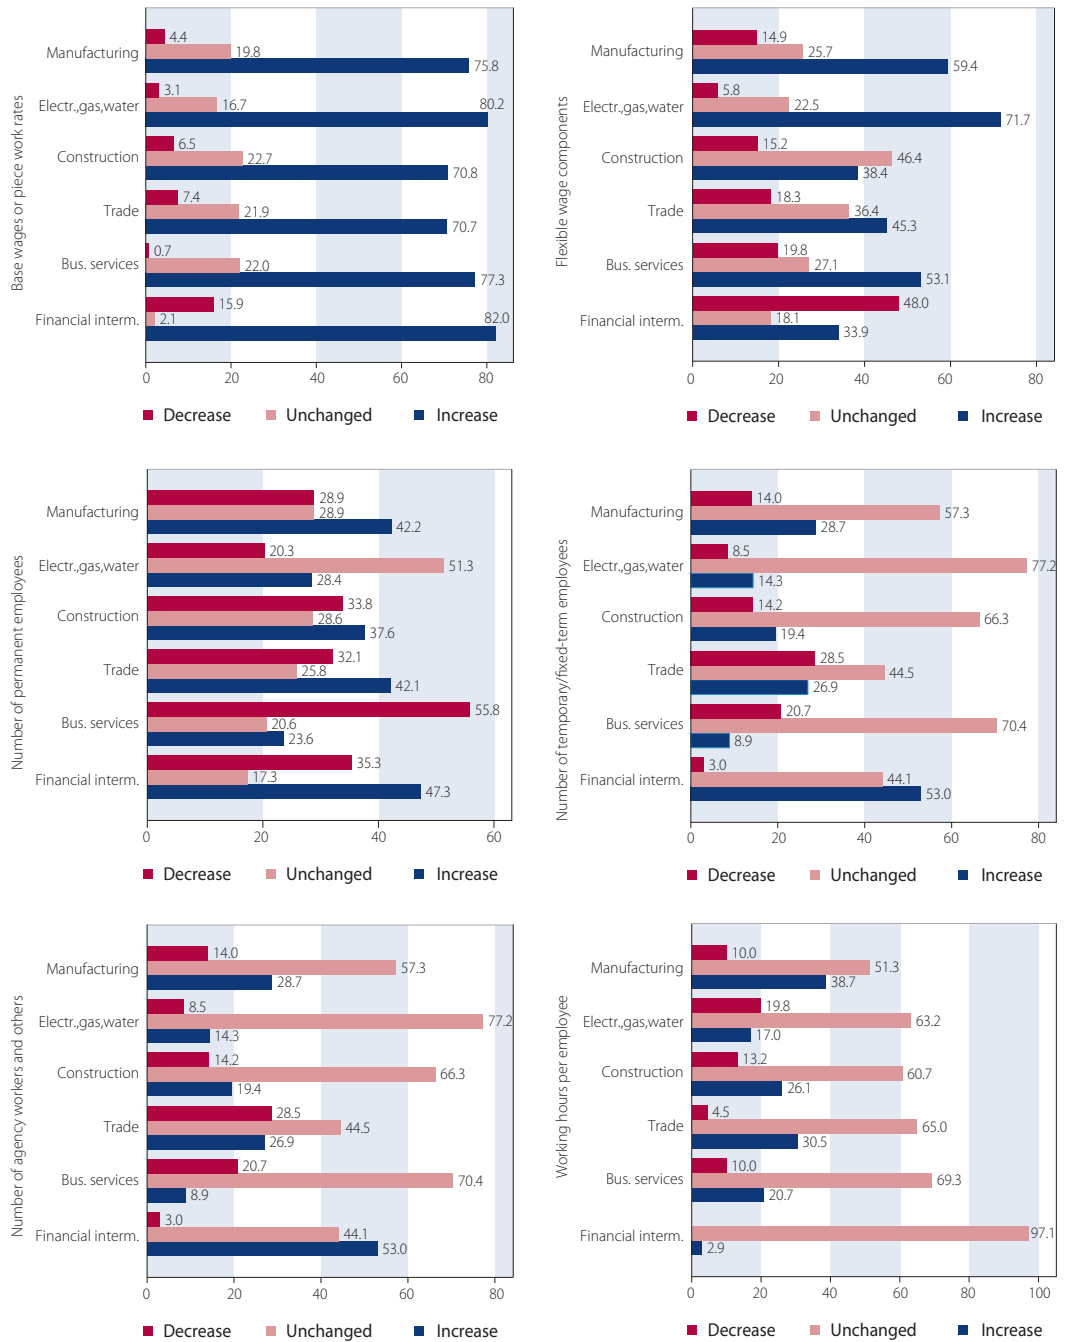 Base wages or piece work rates
Manufacturing
4.4
19.8
75.8
Electr.,gas,water
3.1
16.7
80.2
Construction
6.5
22.7
70.8
Trade
7.4
21.9
70.7
Bus. services
0.7
22.0
77.3
Financial interm.
15.9
2.1
82.0
0 20 40 60 80
Decrease Unchanged Increase
Flexible wage components
Manufacturing
14.9
25.7
59.4
Electr.,gas,water
5.8
22.5
71.7
Construction
15.2
46.4
38.4
Trade
18.3
36.4
45.3
Bus. services
19.8
27.1
53.1
Financial interm.
48.0
18.1
33.9
0 20 40 60 80
Decrease Unchanged Increase
Number of permanent employees
Manufacturing
28.9
28.9
42.2
Electr.,gas,water
20.3
51.3
28.4
Construction
33.8
28.6
37.6
Trade
32.1
25.8
42.1
Bus. services
55.8
20.6
23.6
Financial interm.
35.3
17.3
47.3
0 20 40 60
Decrease Unchanged Increase
Number of temporary/fixed-term employees
Manufacturing
14.0
57.3
28.7
Electr.,gas,water
8.5
77.2
14.3
Construction
14.2
66.3
19.4
Trade
28.5
44.5
26.9
Bus. services
20.7
70.4
8.9
Financial interm.
3.0
44.1
53.0
0 20 40 60 80
Decrease Unchanged Increase
Number of agency workers and others
Manufacturing
14.0
57.3
28.7
Electr.,gas,water
8.5
77.2
14.3
Construction
14.2
66.3
19.4
Trade
28.5
44.5
26.9
Bus. services
20.7
70.4
8.9
Financial interm.
3.0
44.1
53.0
0 20 40 60 80
Decrease Unchanged Increase
Working hours per employee
Manufacturing
10.0
51.3
38.7
Electr.,gas,water
19.8
63.2
17.0
Construction
13.2
60.7
26.1
Trade
4.5
65.0
30.5
Bus. services
10.0
69.3
20.7
Financial interm.
97.1
2.9
0 20 40 60 80 100
Decrease Unchanged Increase